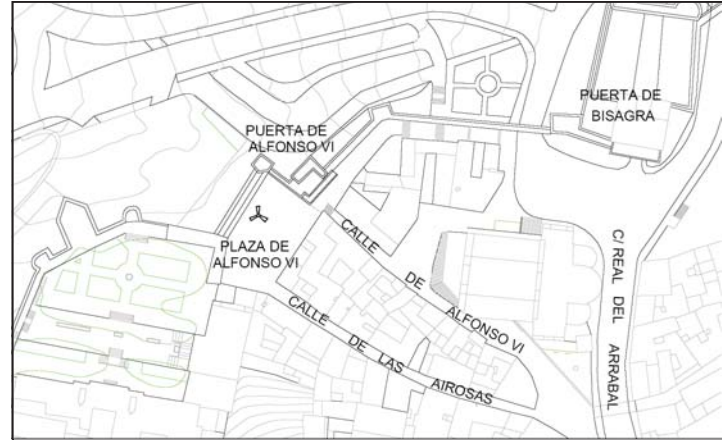 PUERTA DE
BISAGRA
PUERTA DE
ALFONSO VI
PLAZA DE
ALFONSO VI
CALLE DE ALFONSO VI
CALLE DE LAS AIROSAS
C/ REAL DEL ARRABAL